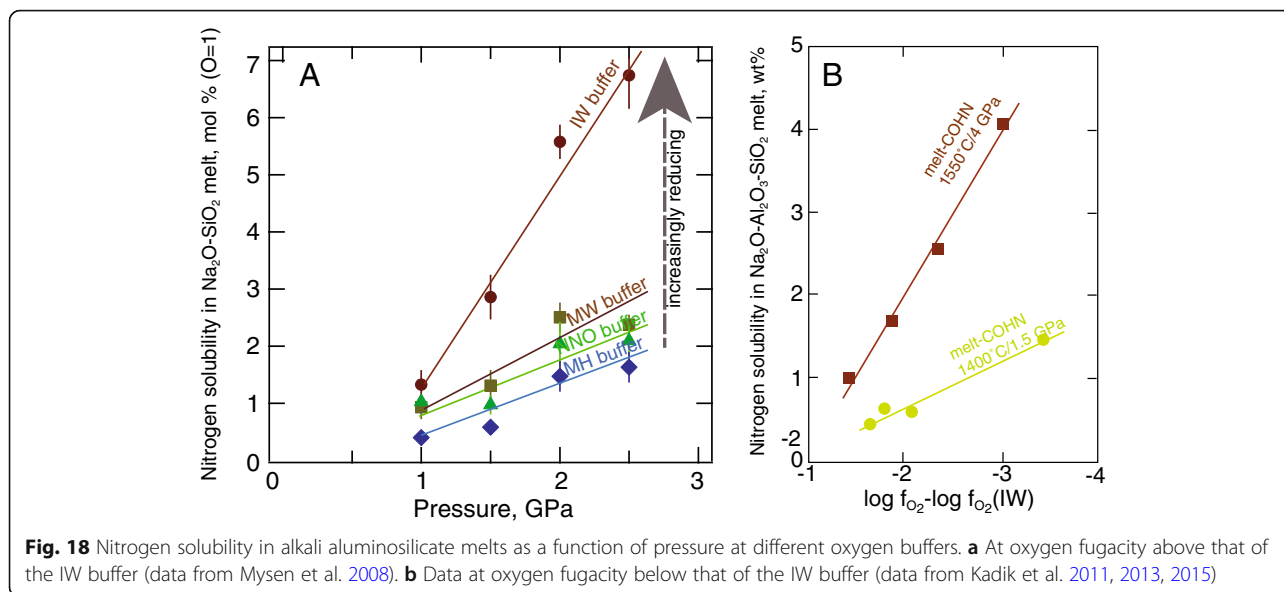 A
Nitrogen solubility in Na₂O-SiO₂ melt, mol % (O=1)
7
6
5
4
3
2
1
0
0
1
2
3
Pressure, GPa
IW buffer
MW buffer
NNO buffer
MH buffer
increasingly reducing
B
Nitrogen solubility in Na₂O-Al₂O₃-SiO₂ melt, wt%
5
4
3
2
1
-2
0
-1
-2
-3
-4
log f_O₂-log f_O₂(IW)
melt-COHN
1550°C/4 GPa
melt-COHN
1400°C/1.5 GPa
Fig. 18 Nitrogen solubility in alkali aluminosilicate melts as a function of pressure at different oxygen buffers. a At oxygen fugacity above that of
the IW buffer (data from Mysen et al. 2008). b Data at oxygen fugacity below that of the IW buffer (data from Kadik et al. 2011, 2013, 2015)